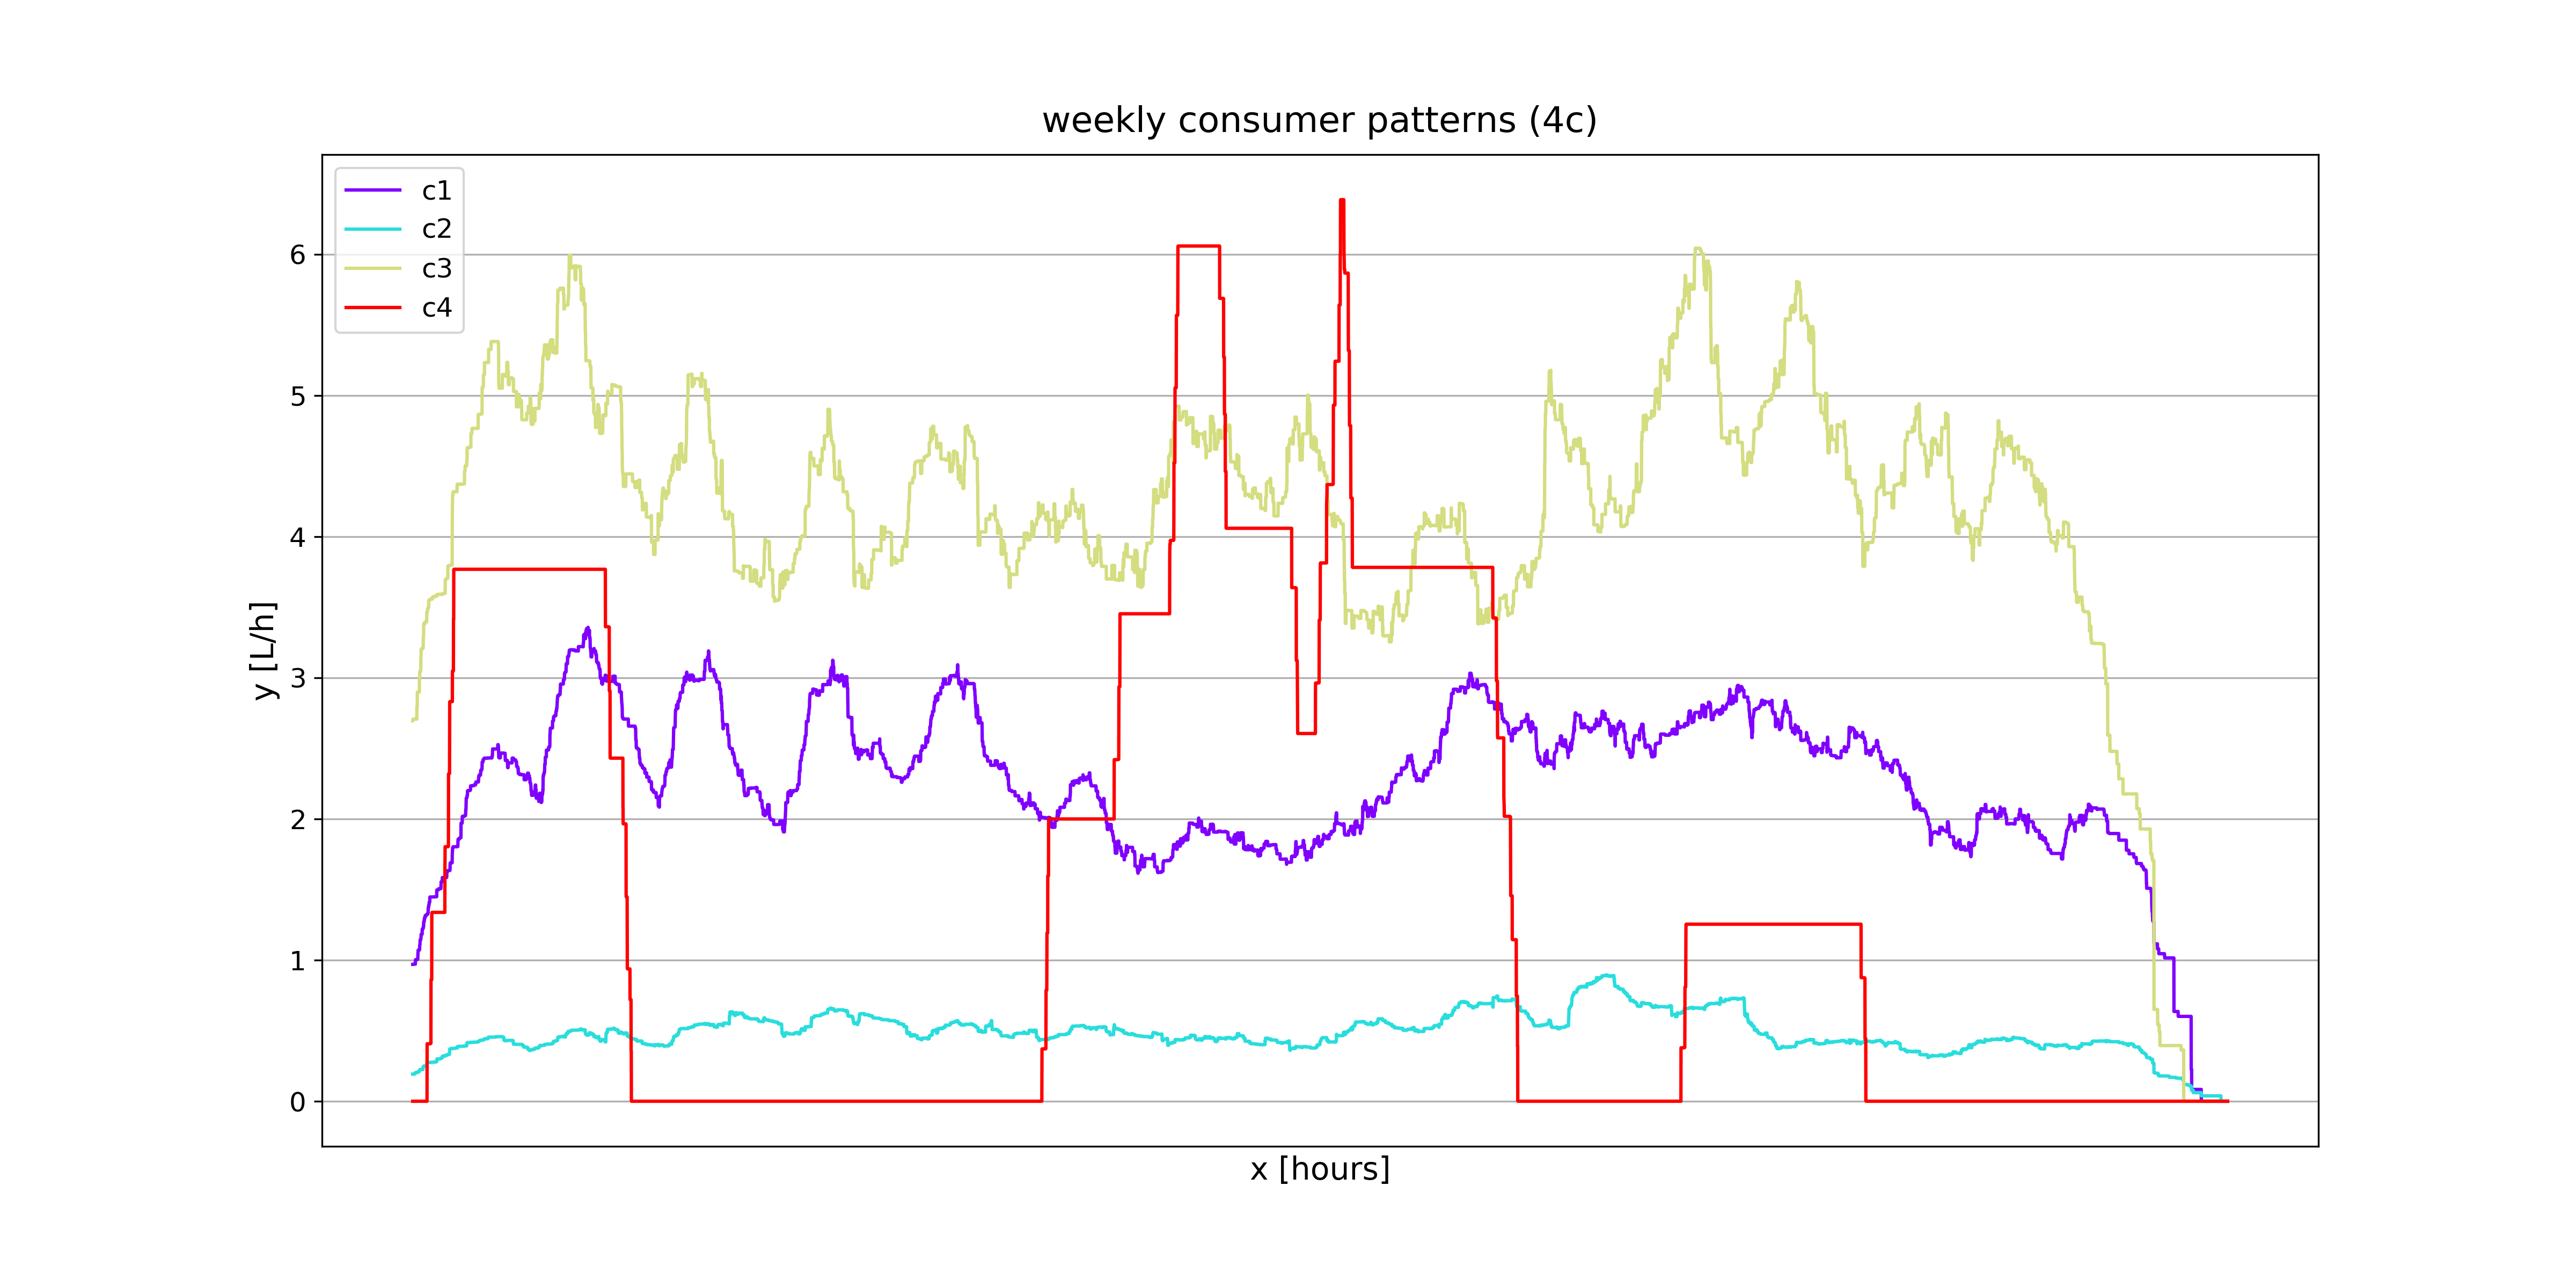 weekly consumer patterns (4c)
c1
c2
c3
c4
6
5
4
3
2
1
0
y [L/h]
x [hours]